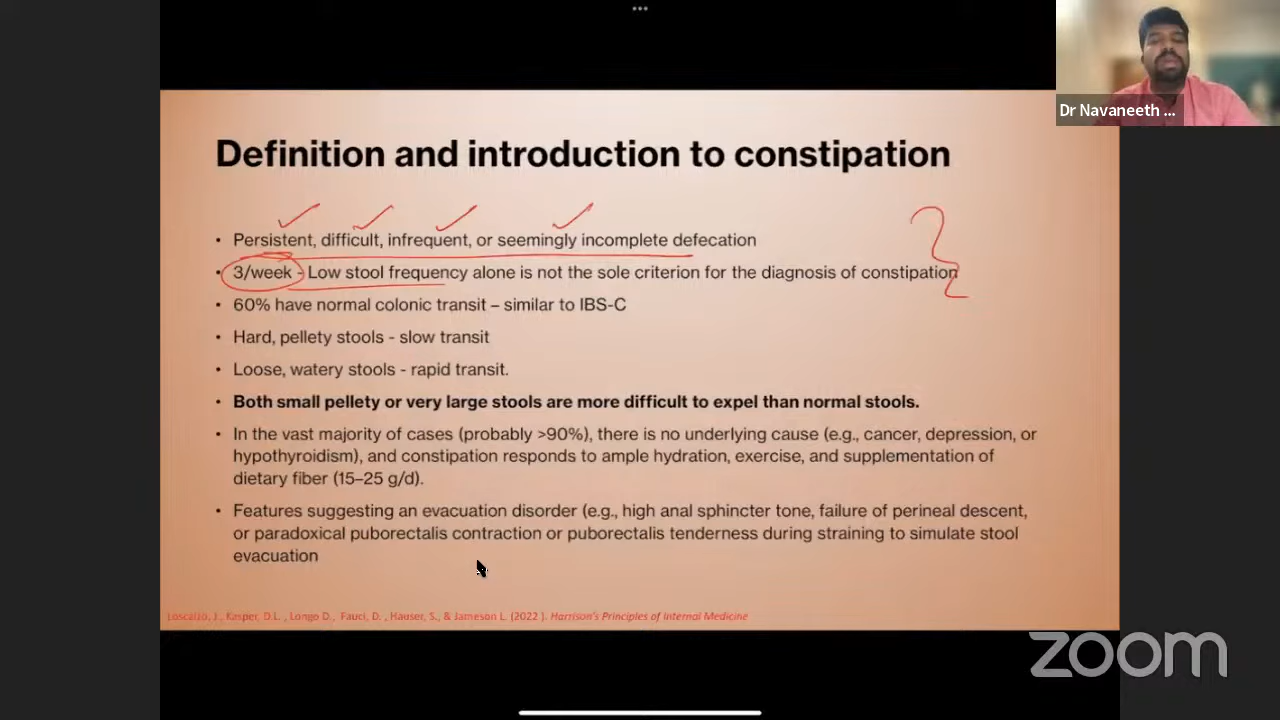 Dr Navaneeth ...
Definition and introduction to constipation
• Persistent, difficult, infrequent, or seemingly incomplete defecation
• 3/week - Low stool frequency alone is not the sole criterion for the diagnosis of constipation
• 60% have normal colonic transit – similar to IBS-C
• Hard, pellety stools - slow transit
• Loose, watery stools - rapid transit.
• Both small pellety or very large stools are more difficult to expel than normal stools.
• In the vast majority of cases (probably >90%), there is no underlying cause (e.g., cancer, depression, or
hypothyroidism), and constipation responds to ample hydration, exercise, and supplementation of
dietary fiber (15–25 g/d).
• Features suggesting an evacuation disorder (e.g., high anal sphincter tone, failure of perineal descent,
or paradoxical puborectalis contraction or puborectalis tenderness during straining to simulate stool
evacuation
Loscalzo, J., Kasper, D.L. , Longo D., Fauci, D. , Hauser, S., & Jameson L. (2022 ). Harrison's Principles of Internal Medicine
zoom